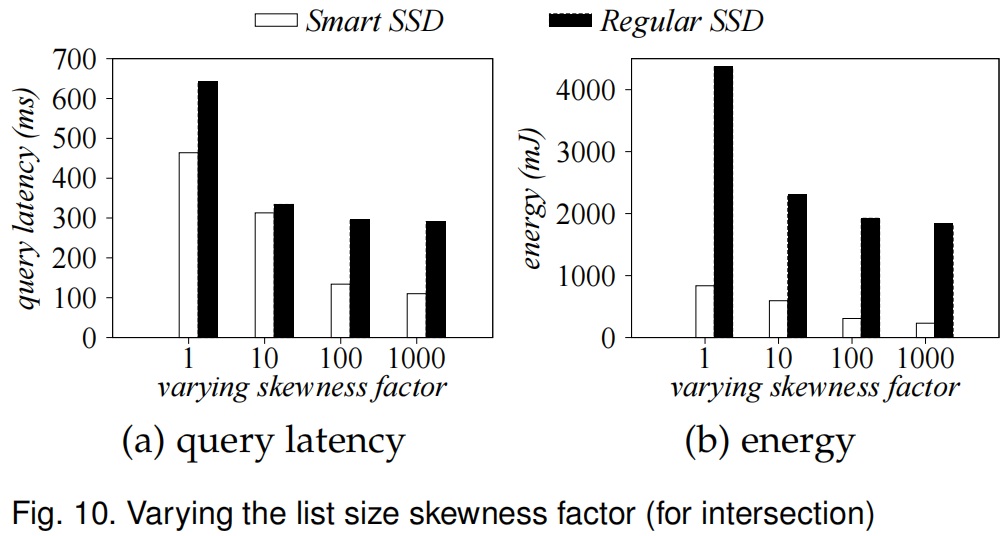 Smart SSD Regular SSD
700
600
500
400
300
200
100
0
query latency (ms)
1 10 100 1000
varying skewness factor
(a) query latency
4000
3000
2000
1000
0
energy (mJ)
1 10 100 1000
varying skewness factor
(b) energy
Fig. 10. Varying the list size skewness factor (for intersection)